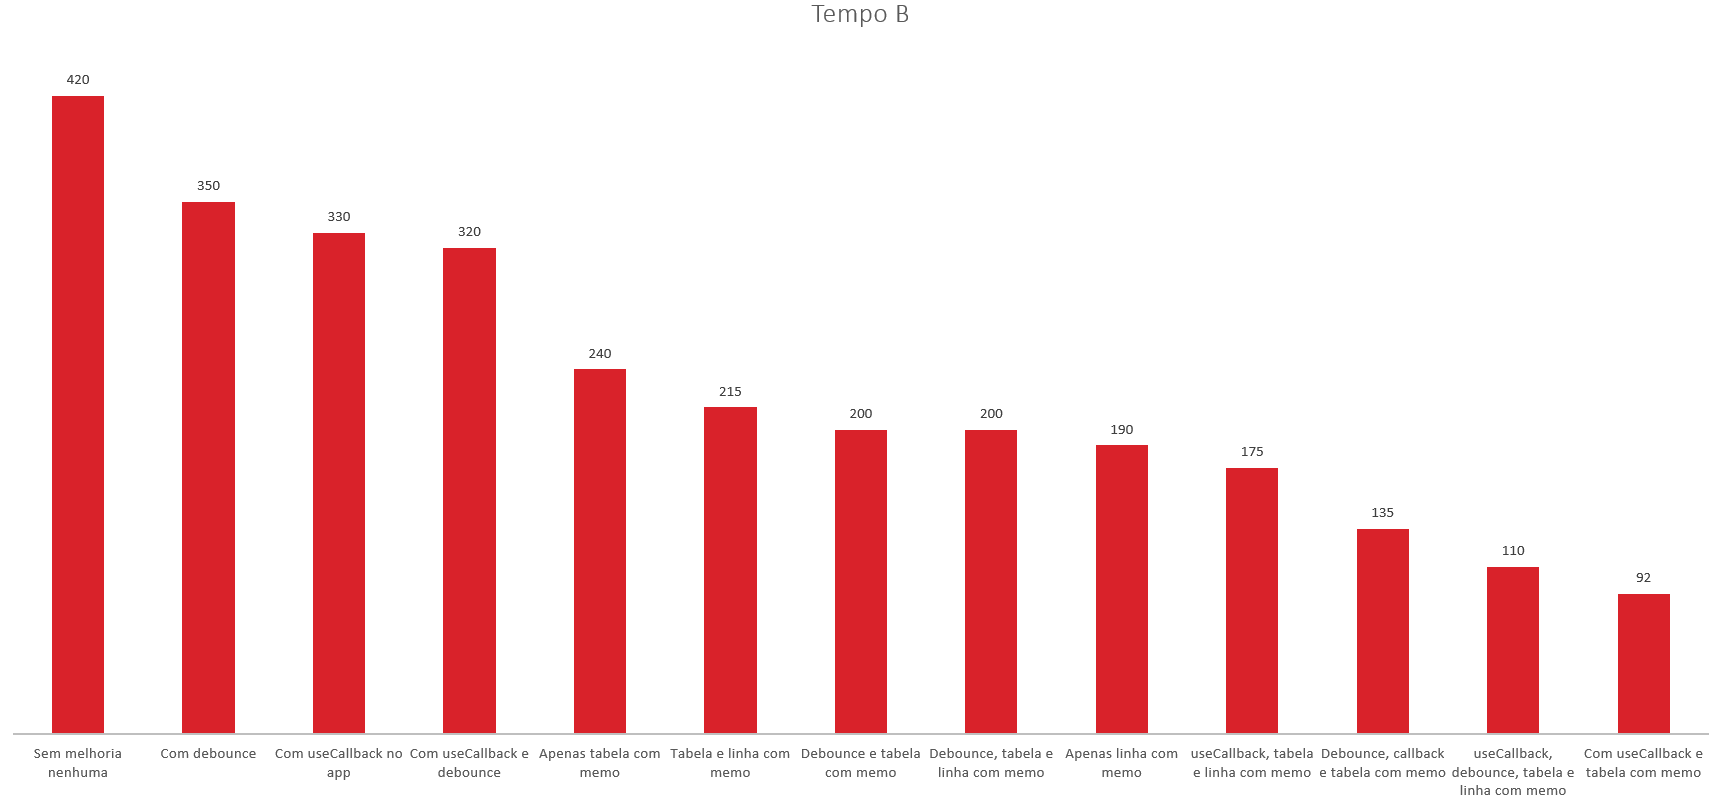 Tempo B
420
350
330
320
240
215
200
200
190
175
135
110
92
Sem melhoria
nenhuma
Com debounce
Com useCallback no
app
Com useCallback e
debounce
Apenas tabela com
memo
Tabela e linha com
memo
Debounce e tabela
com memo
Debounce, tabela e
linha com memo
Apenas linha com
memo
useCallback, tabela
e linha com memo
Debounce, callback
e tabela com memo
useCallback,
debounce, tabela e
linha com memo
Com useCallback e
tabela com memo